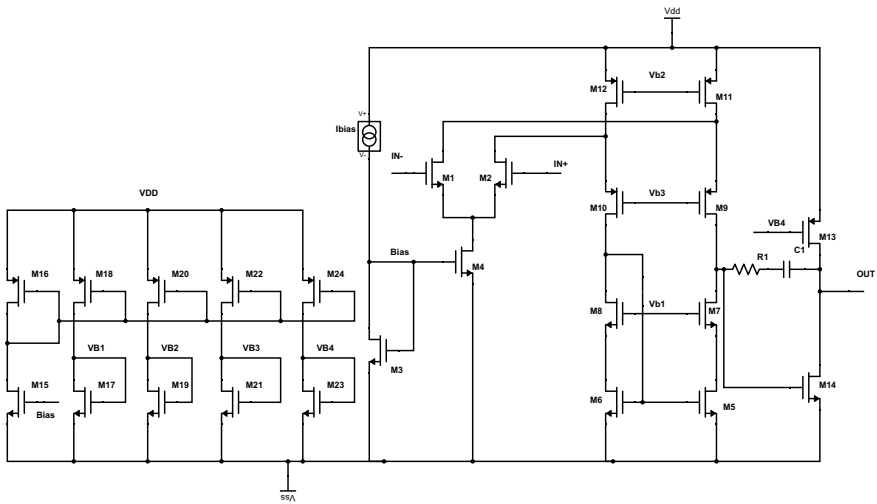 Vdd
Vb2
M12
M11
V+
Ibias
V-
IN-
IN+
M1
M2
VDD
Vb3
M10
M9
VB4
M13
M16
M18
M20
M22
M24
Bias
M4
R1
C1
OUT
M8
Vb1
M7
VB1
VB2
VB3
VB4
M3
M15
M17
M19
M21
M23
M14
Bias
M6
M5
Vss